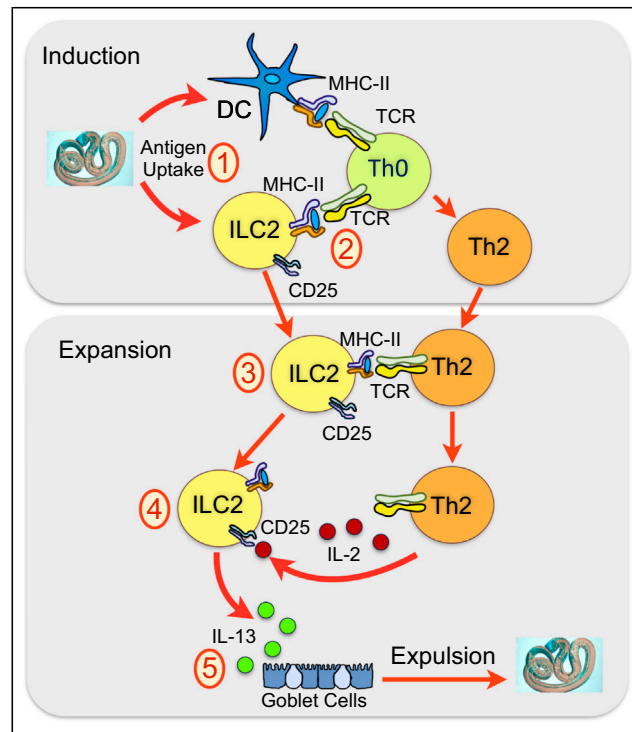 Induction
MHC-II
DC
TCR
Antigen
Uptake
1
Th0
MHC-II
TCR
ILC2
2
Th2
CD25
Expansion
MHC-II
3
ILC2
Th2
TCR
CD25
4
ILC2
CD25
Th2
IL-2
IL-13
5
Expulsion
Goblet Cells